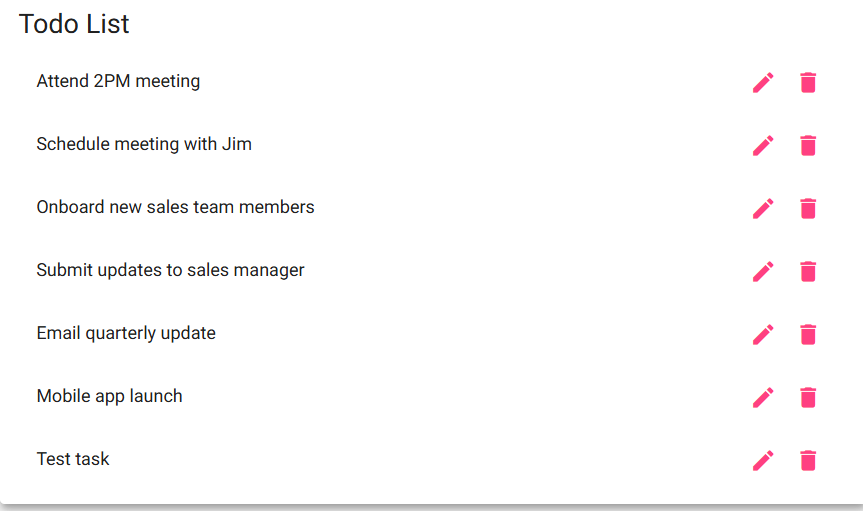 Todo List
Attend 2PM meeting
Schedule meeting with Jim
Onboard new sales team members
Submit updates to sales manager
Email quarterly update
Mobile app launch
Test task